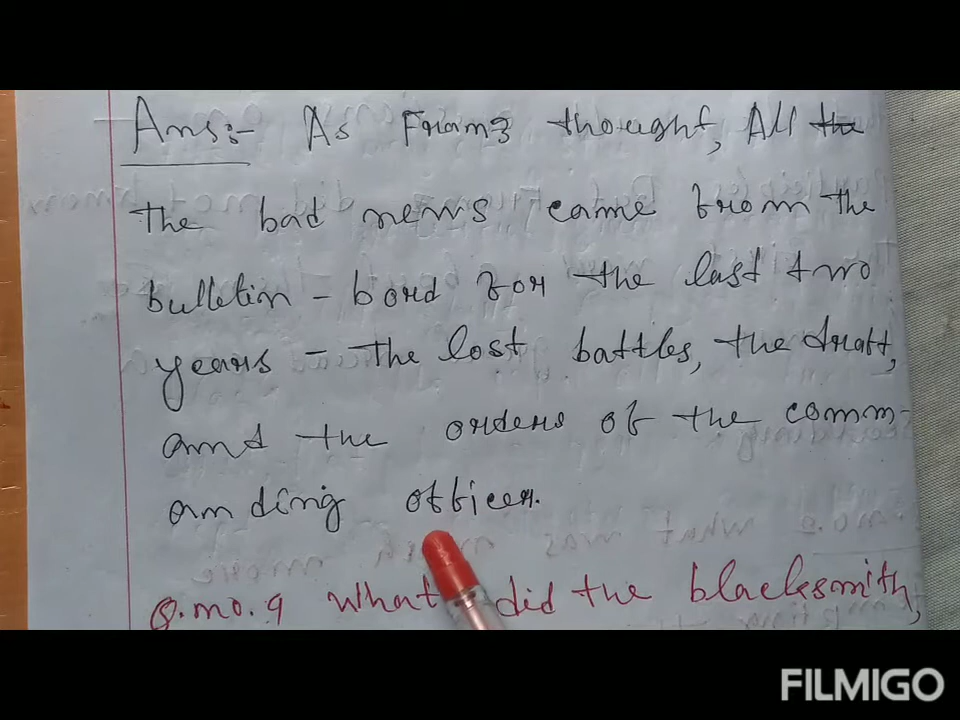 Ans:- As Franz thought, All the
the bad news came from the
bulletin - bord for the last two
years - the lost battles, the draft,
and the orders of the comm-
anding officer.
Q.no.9 What did the blacksmith,
FILMIGO